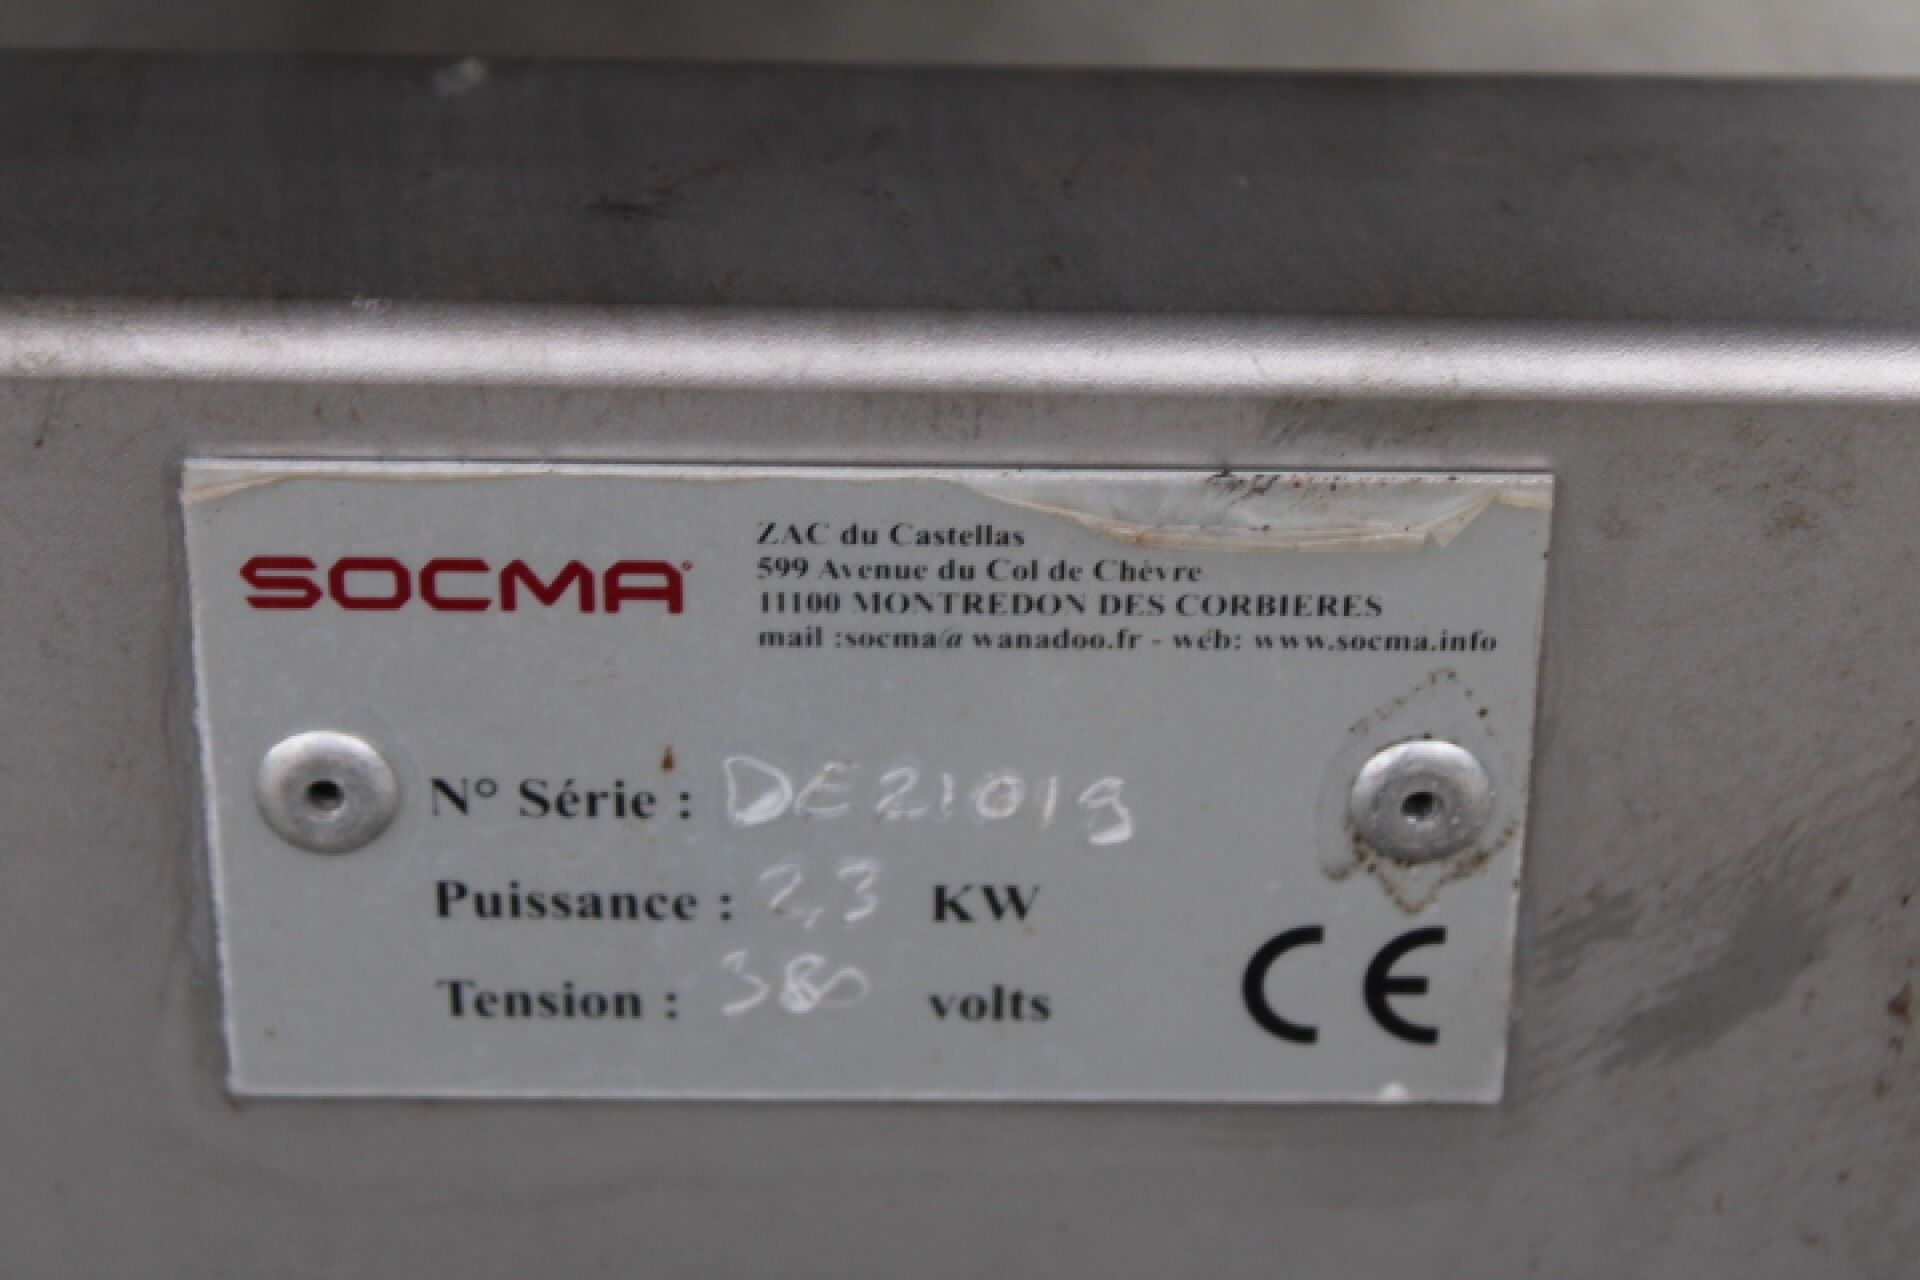 SOCMA
ZAC du Castellas
599 Avenue du Col de Chèvre
11100 MONTREDON DES CORBIERES
mail :socma@wanadoo.fr - web: www.socma.info
N° Série : DE21019
Puissance : 2,3 KW
Tension : 380 volts
CE